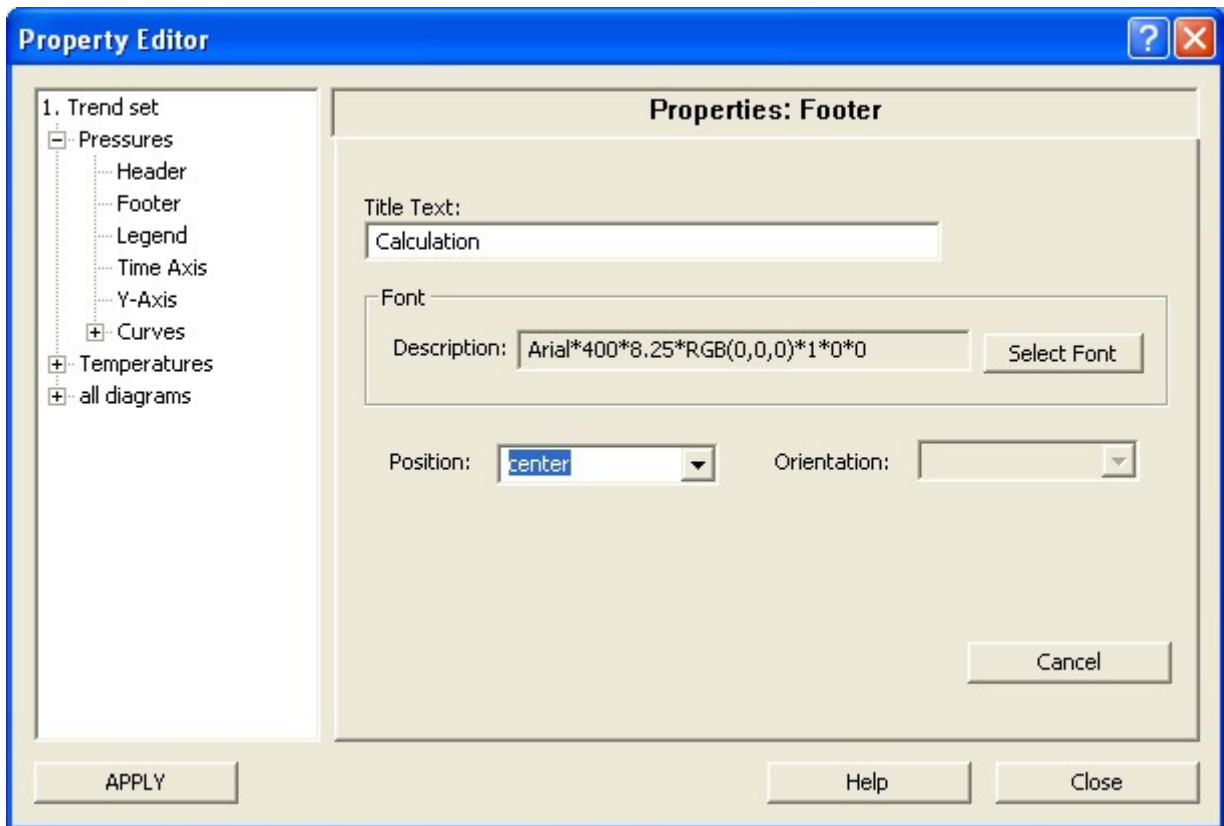 Property Editor
1. Trend set
Pressures
Header
Footer
Legend
Time Axis
Y-Axis
Curves
Temperatures
all diagrams
Properties: Footer
Title Text:
Calculation
Font
Description: Arial*400*8.25*RGB(0,0,0)*1*0*0 Select Font
Position: center Orientation:
Cancel
APPLY Help Close